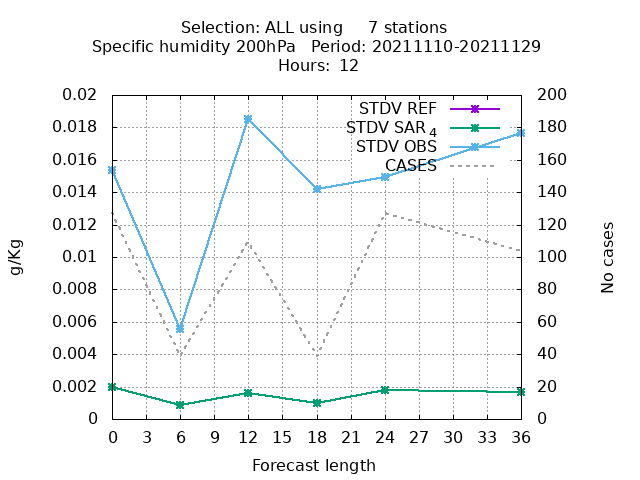 Selection: ALL using 7 stations
Specific humidity 200hPa Period: 20211110-20211129
Hours: 12
0.02 200
STDV REF
0.018 STDV SAR 4 180
STDV OBS
0.016 CASES 160
0.014 140
0.012 120
0.01 100
0.008 80
0.006 60
0.004 40
0.002 20
0 0
g/Kg
No cases
0 3 6 9 12 15 18 21 24 27 30 33 36
Forecast length